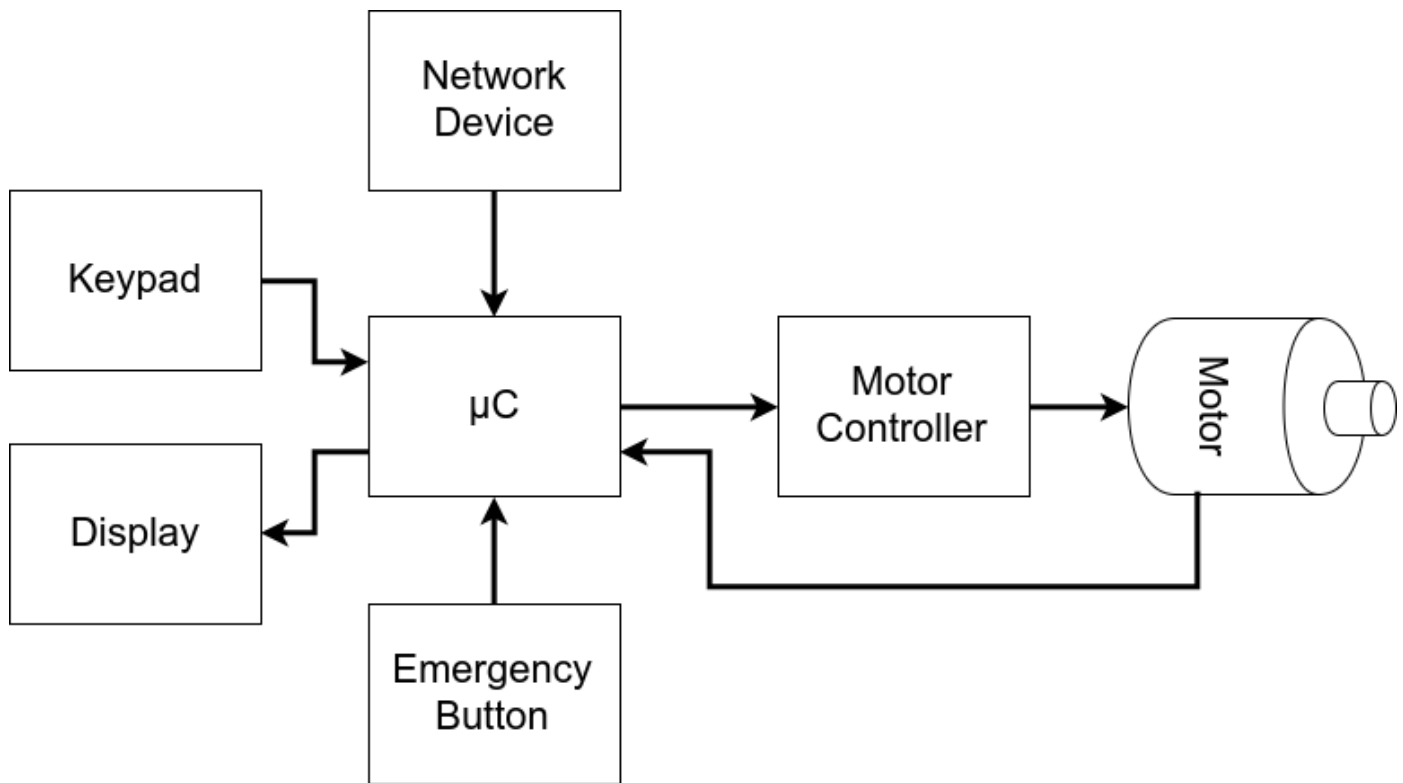 Network
Device
Keypad
µC
Motor
Controller
Motor
Display
Emergency
Button